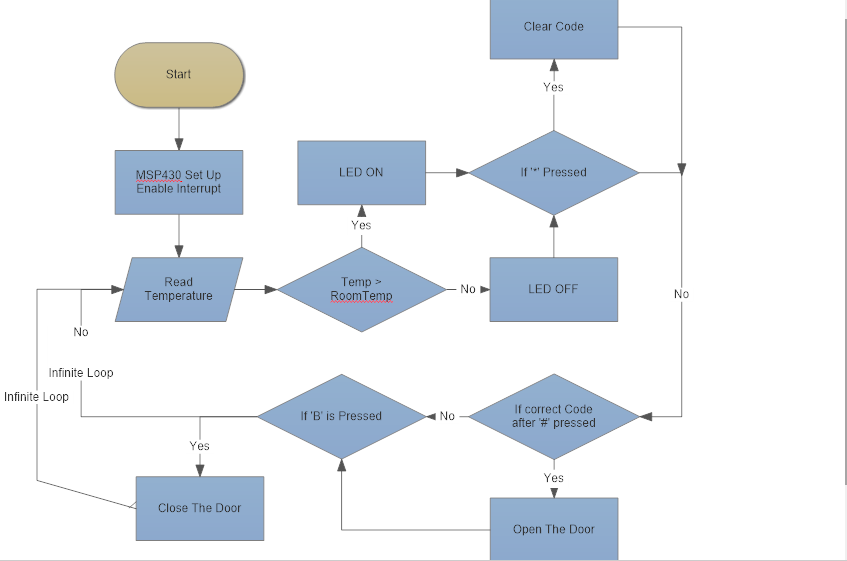 Clear Code
Start
Yes
MSP430 Set Up
Enable Interrupt
LED ON
If '*' Pressed
Yes
Read
Temperature
Temp >
RoomTemp
No
LED OFF
No
No
Infinite Loop
Infinite Loop
If 'B' is Pressed
No
If correct Code
after '#' pressed
Yes
Yes
Close The Door
Open The Door